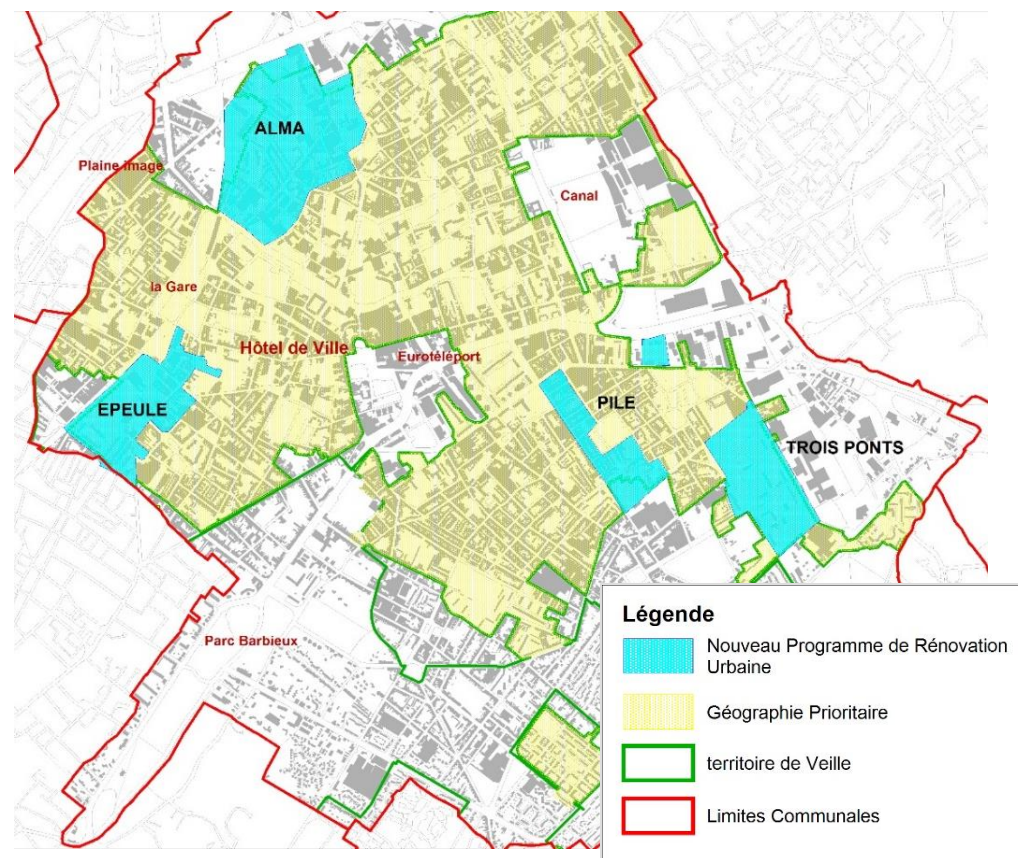 ALMA
Plaine image
Canal
la Gare
Hôtel de Ville
Eurotéléport
EPEULE
PILE
TROIS PONTS
Parc Barbieux
Légende
Nouveau Programme de Rénovation
Urbaine
Géographie Prioritaire
territoire de Veille
Limites Communales